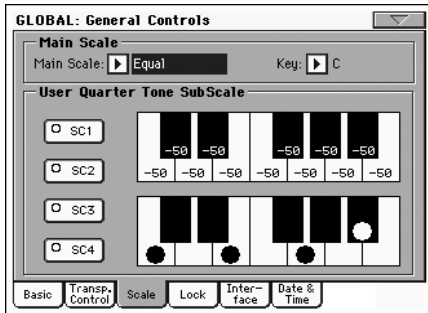 GLOBAL: General Controls
Main Scale
Main Scale: Equal Key: C
User Quarter Tone SubScale
SC1
-50 -50 -50 -50 -50
SC2
-50 -50 -50 -50 -50 -50 -50
SC3
SC4
Basic Transp. Control Scale Lock Inter-face Date & Time